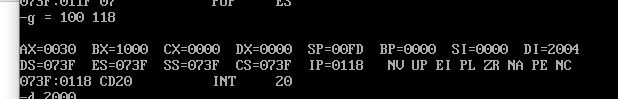 073F:011F 07 POP ES
-g = 100 118
AX=0030 BX=1000 CX=0000 DX=0000 SP=00FD BP=0000 SI=0000 DI=2004
DS=073F ES=073F SS=073F CS=073F IP=0118 NV UP EI PL ZR NA PE NC
073F:0118 CD20 INT 20
-d 2000